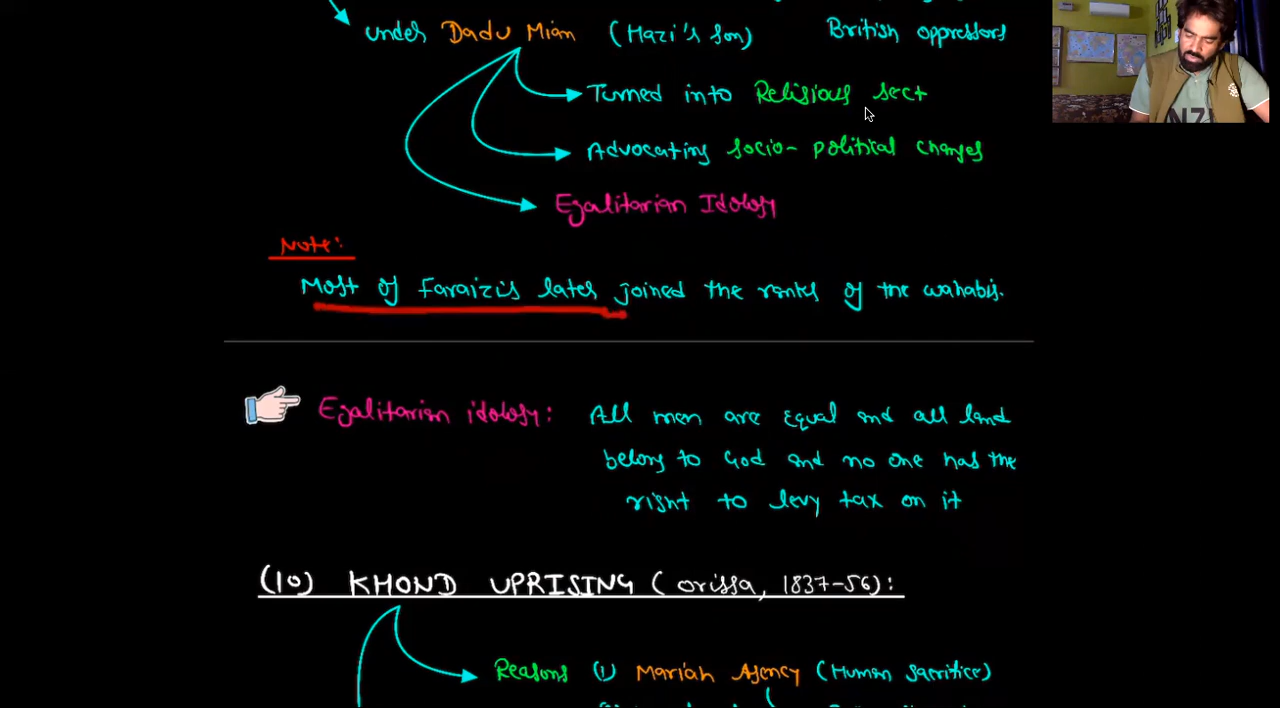 under Dadu Mian (Hazi's son) British oppressors
Turned into Religious sect
Advocating socio-political changes
Egalitarian Idology
Note:
Most of Faraizis later joined the ranks of the wahabis.
Egalitarian idology: All men are Equal and all land
belong to God and no one has the
right to levy tax on it
(10) KHOND UPRISING (Orissa, 1837-56):
Reasons (1) Mariah Agency (Human Sacrifice)